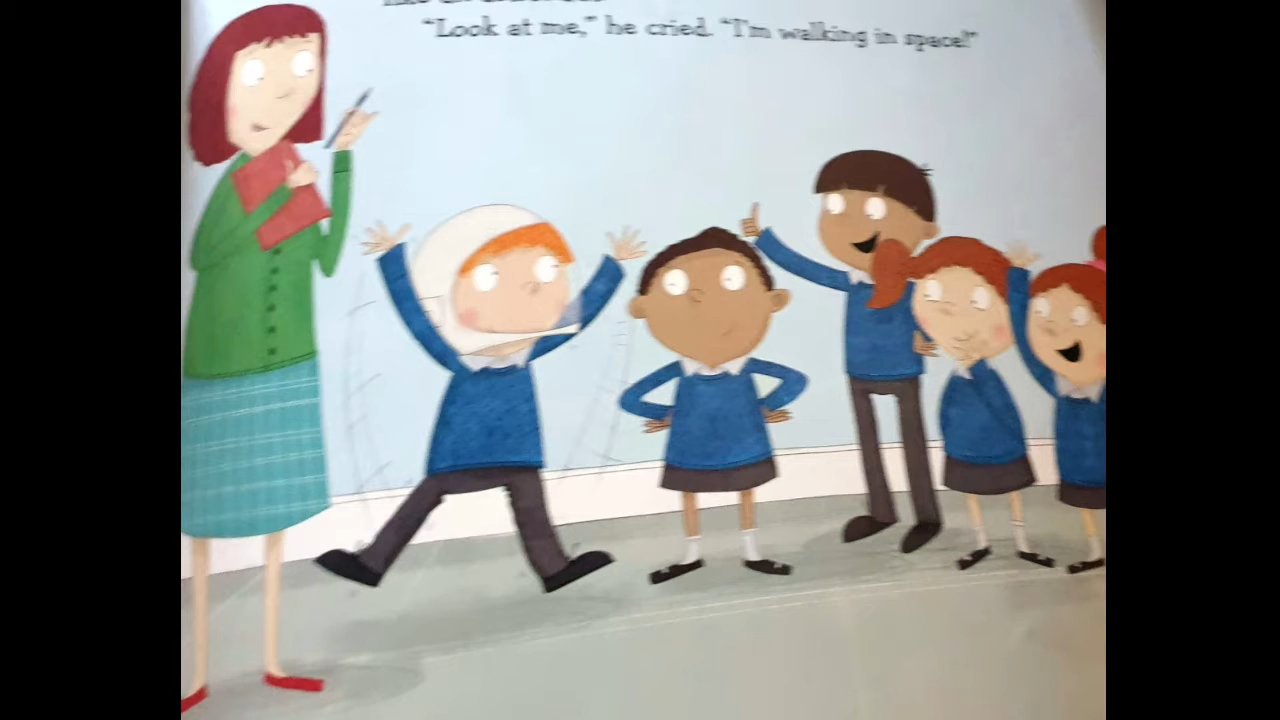 "Look at me," he cried. "I'm walking in space!"